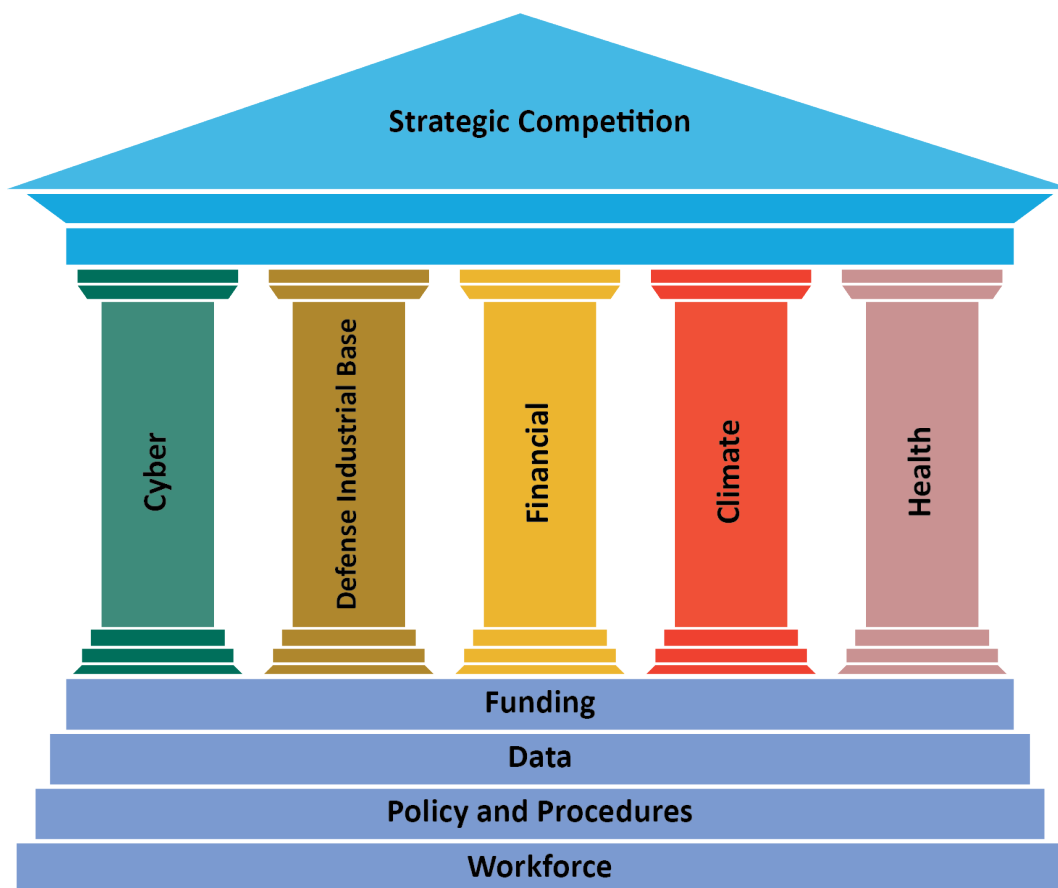 Strategic Competition
Cyber
Defense Industrial Base
Financial
Climate
Health
Funding
Data
Policy and Procedures
Workforce